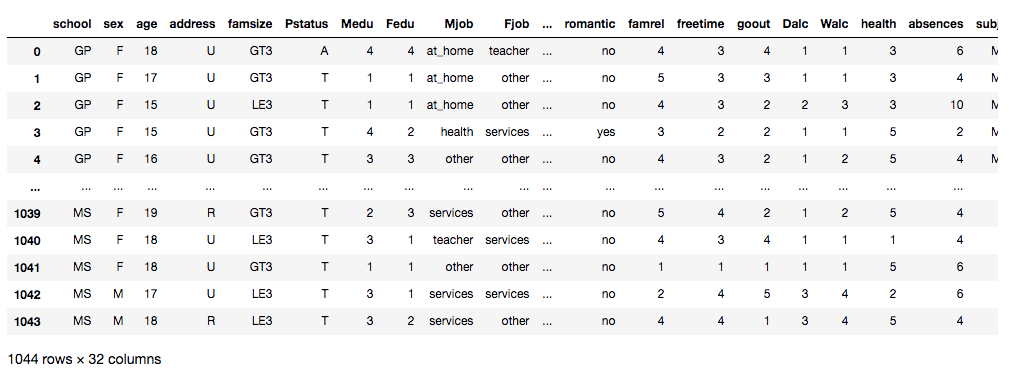 school sex age address famsize Pstatus Medu Fedu Mjob Fjob ... romantic famrel freetime goout Dalc Walc health absences
0 GP F 18 U GT3 A 4 4 at_home teacher ... no 4 3 4 1 1 3 6
1 GP F 17 U GT3 T 1 1 at_home other ... no 5 3 3 1 1 3 4
2 GP F 15 U LE3 T 1 1 at_home other ... no 4 3 2 2 3 3 10
3 GP F 15 U GT3 T 4 2 health services ... yes 3 2 2 1 1 5 2
4 GP F 16 U GT3 T 3 3 other other ... no 4 3 2 1 2 5 4
... ... ... ... ... ... ... ... ... ... ... ... ... ... ... ... ... ... ... ...
1039 MS F 19 R GT3 T 2 3 services other ... no 5 4 2 1 2 5 4
1040 MS F 18 U LE3 T 3 1 teacher services ... no 4 3 4 1 1 1 4
1041 MS F 18 U GT3 T 1 1 other other ... no 1 1 1 1 1 5 6
1042 MS M 17 U LE3 T 3 1 services services ... no 2 4 5 3 4 2 6
1043 MS M 18 R LE3 T 3 2 services other ... no 4 4 1 3 4 5 4
1044 rows × 32 columns